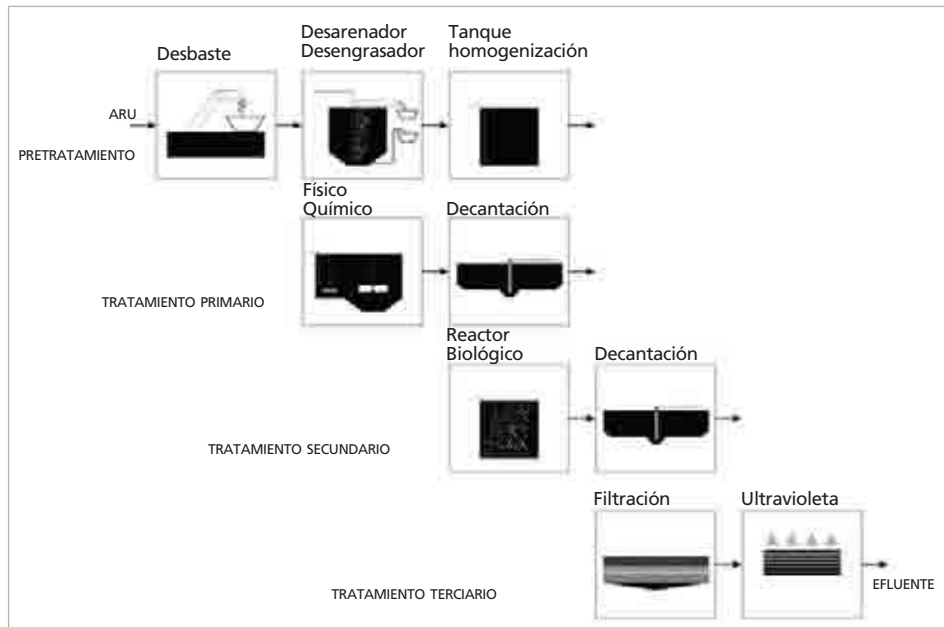 Desbaste
Desarenador
Desengrasador
Tanque
homogenización
ARU
PRETRATAMIENTO
Físico
Químico
Decantación
TRATAMIENTO PRIMARIO
Reactor
Biológico
Decantación
TRATAMIENTO SECUNDARIO
Filtración
Ultravioleta
EFLUENTE
TRATAMIENTO TERCIARIO